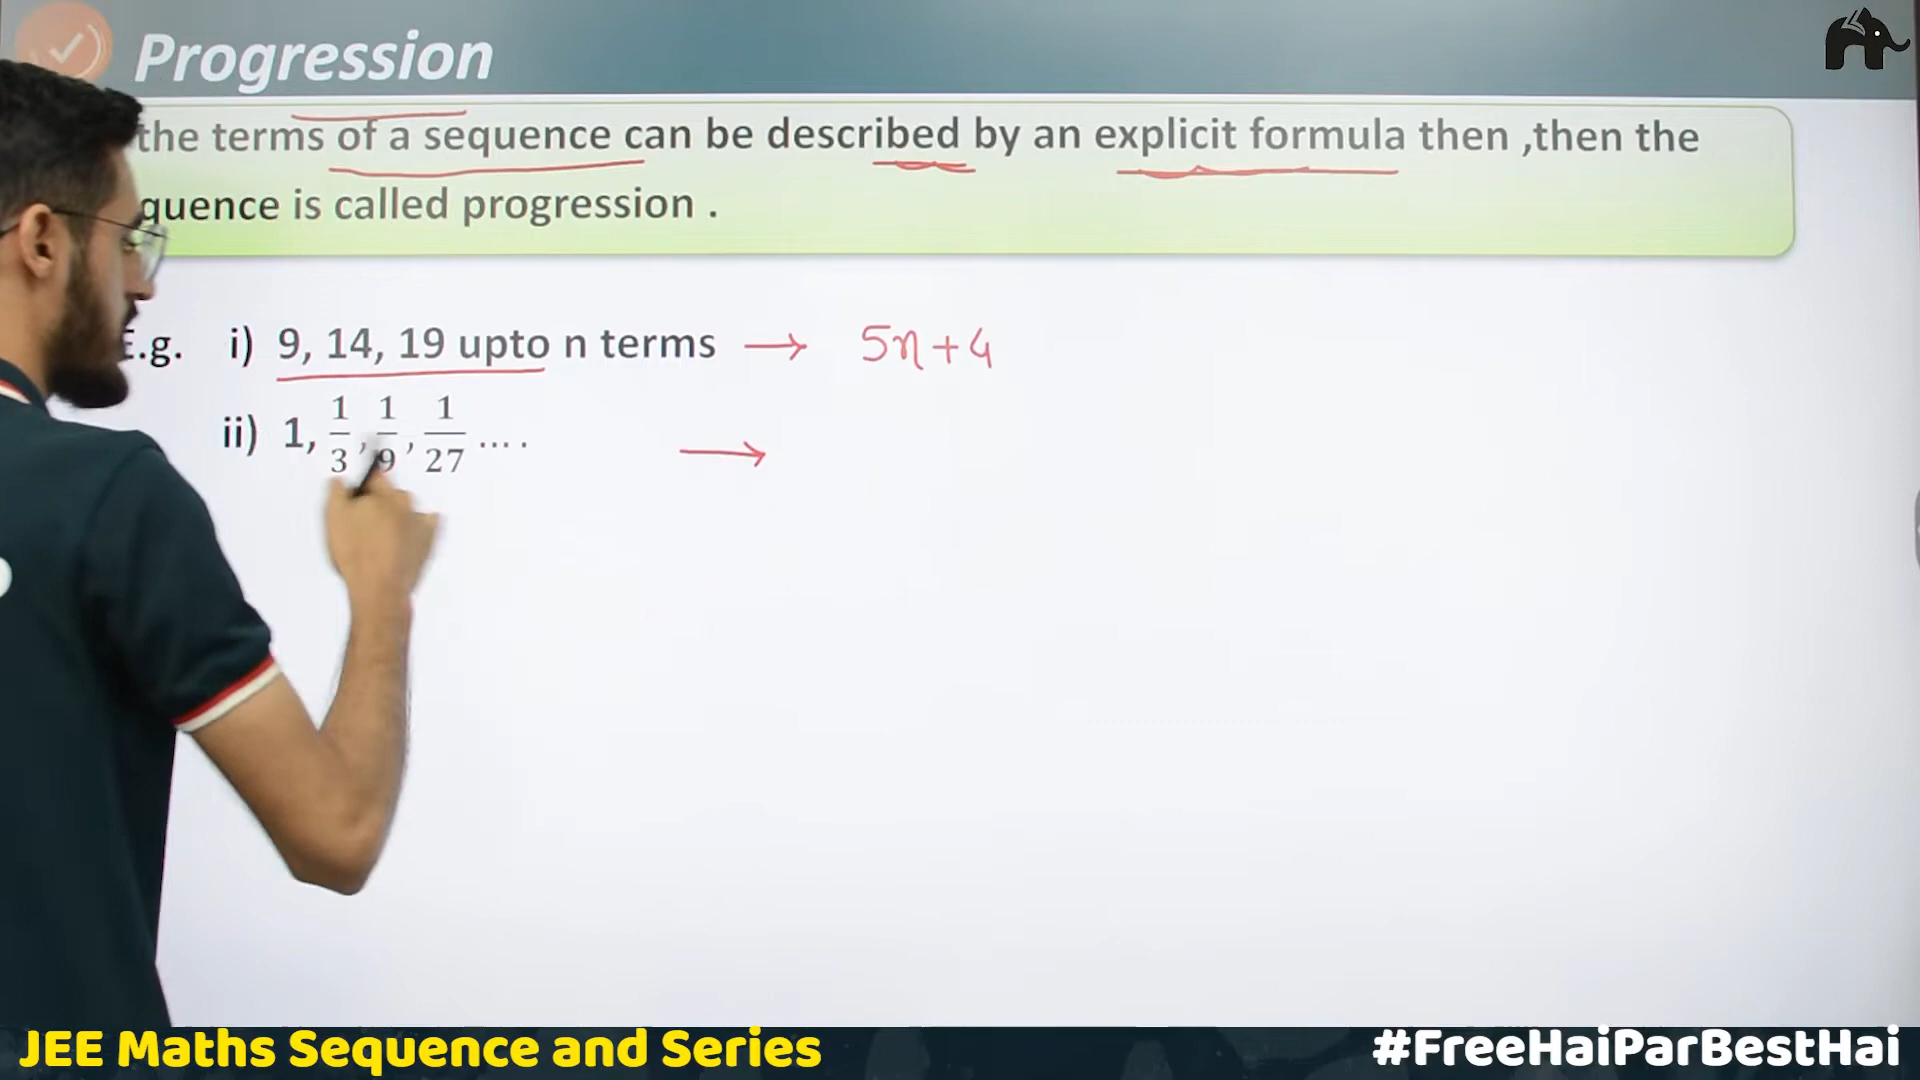 Progression
the terms of a sequence can be described by an explicit formula then ,then the
quence is called progression .
E.g. i) 9, 14, 19 upto n terms → 5n+4
ii) 1, 1/3, 1/9, 1/27 ....  →
JEE Maths Sequence and Series
#FreeHaiParBestHai